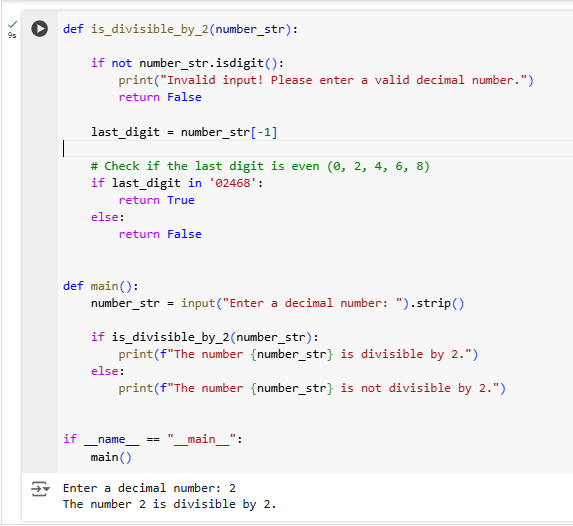 def is_divisible_by_2(number_str):
    if not number_str.isdigit():
        print("Invalid input! Please enter a valid decimal number.")
        return False
    last_digit = number_str[-1]
    # Check if the last digit is even (0, 2, 4, 6, 8)
    if last_digit in '02468':
        return True
    else:
        return False
def main():
    number_str = input("Enter a decimal number: ").strip()
    if is_divisible_by_2(number_str):
        print(f"The number {number_str} is divisible by 2.")
    else:
        print(f"The number {number_str} is not divisible by 2.")
if __name__ == "__main__":
    main()
9s
Enter a decimal number: 2
The number 2 is divisible by 2.